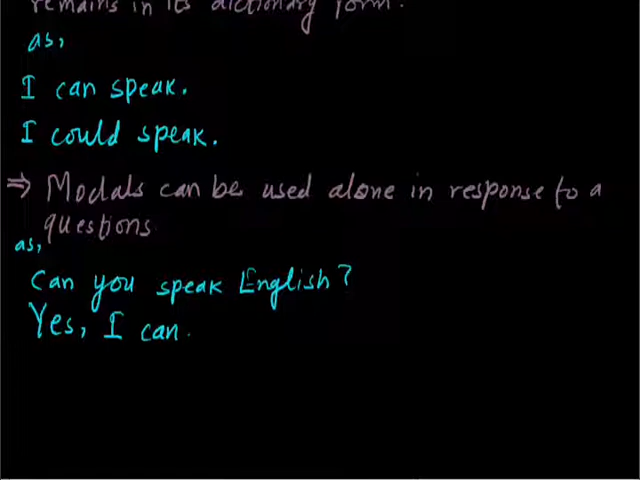 remains in its dictionary form.
as,
I can speak.
I could speak.
⇒ Modals can be used alone in response to a
questions.
as,
Can you speak English?
Yes, I can.